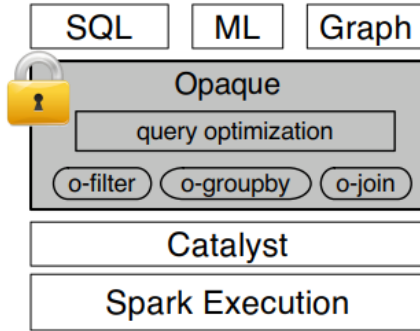 SQL ML Graph
Opaque
query optimization
o-filter o-groupby o-join
Catalyst
Spark Execution